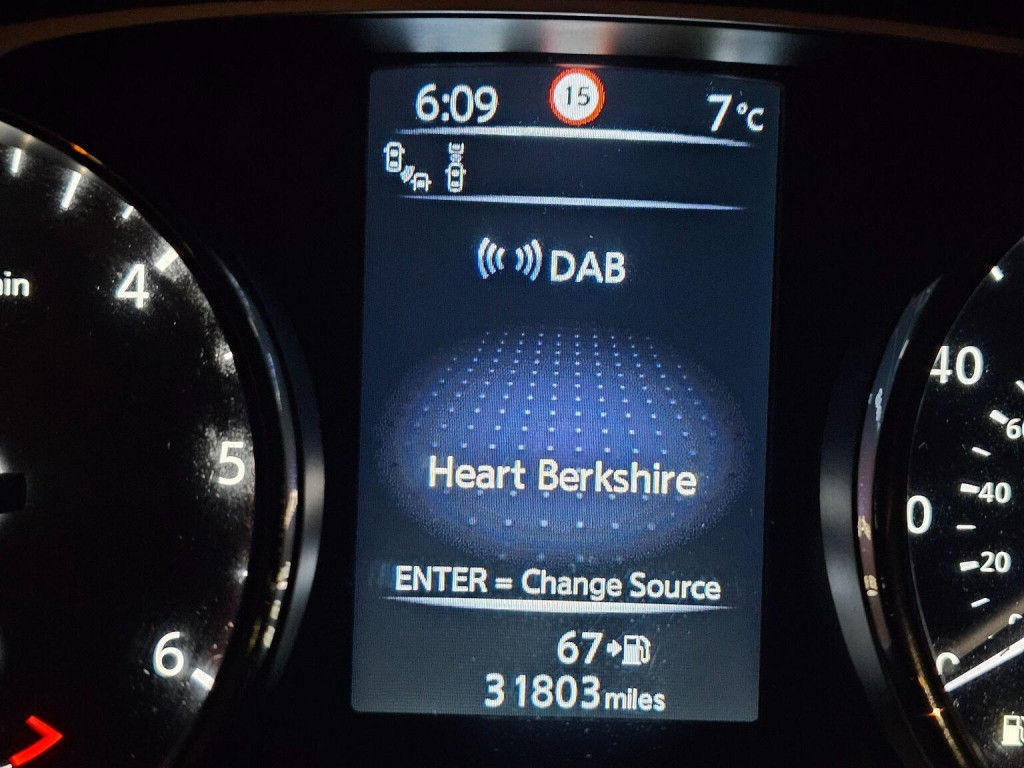 6:09 15 7°C
DAB
Heart Berkshire
ENTER = Change Source
67
31803 miles
4
5
6
40
60
40
20
0